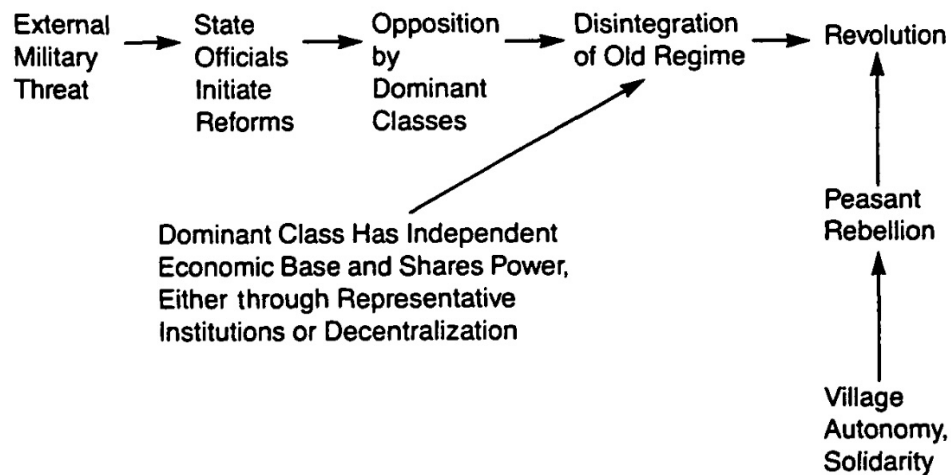 External
Military
Threat
State
Officials
Initiate
Reforms
Opposition
by
Dominant
Classes
Disintegration
of Old Regime
Revolution
Dominant Class Has Independent
Economic Base and Shares Power,
Either through Representative
Institutions or Decentralization
Peasant
Rebellion
Village
Autonomy,
Solidarity